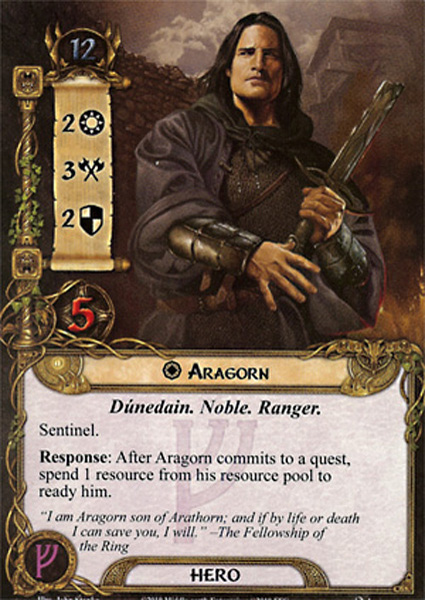 12
2
3
2
5
Aragorn
Dúnedain. Noble. Ranger.
Sentinel.
Response: After Aragorn commits to a quest,
spend 1 resource from his resource pool to
ready him.
“I am Aragorn son of Arathorn; and if by life or death
I can save you, I will.” –The Fellowship of
the Ring
HERO